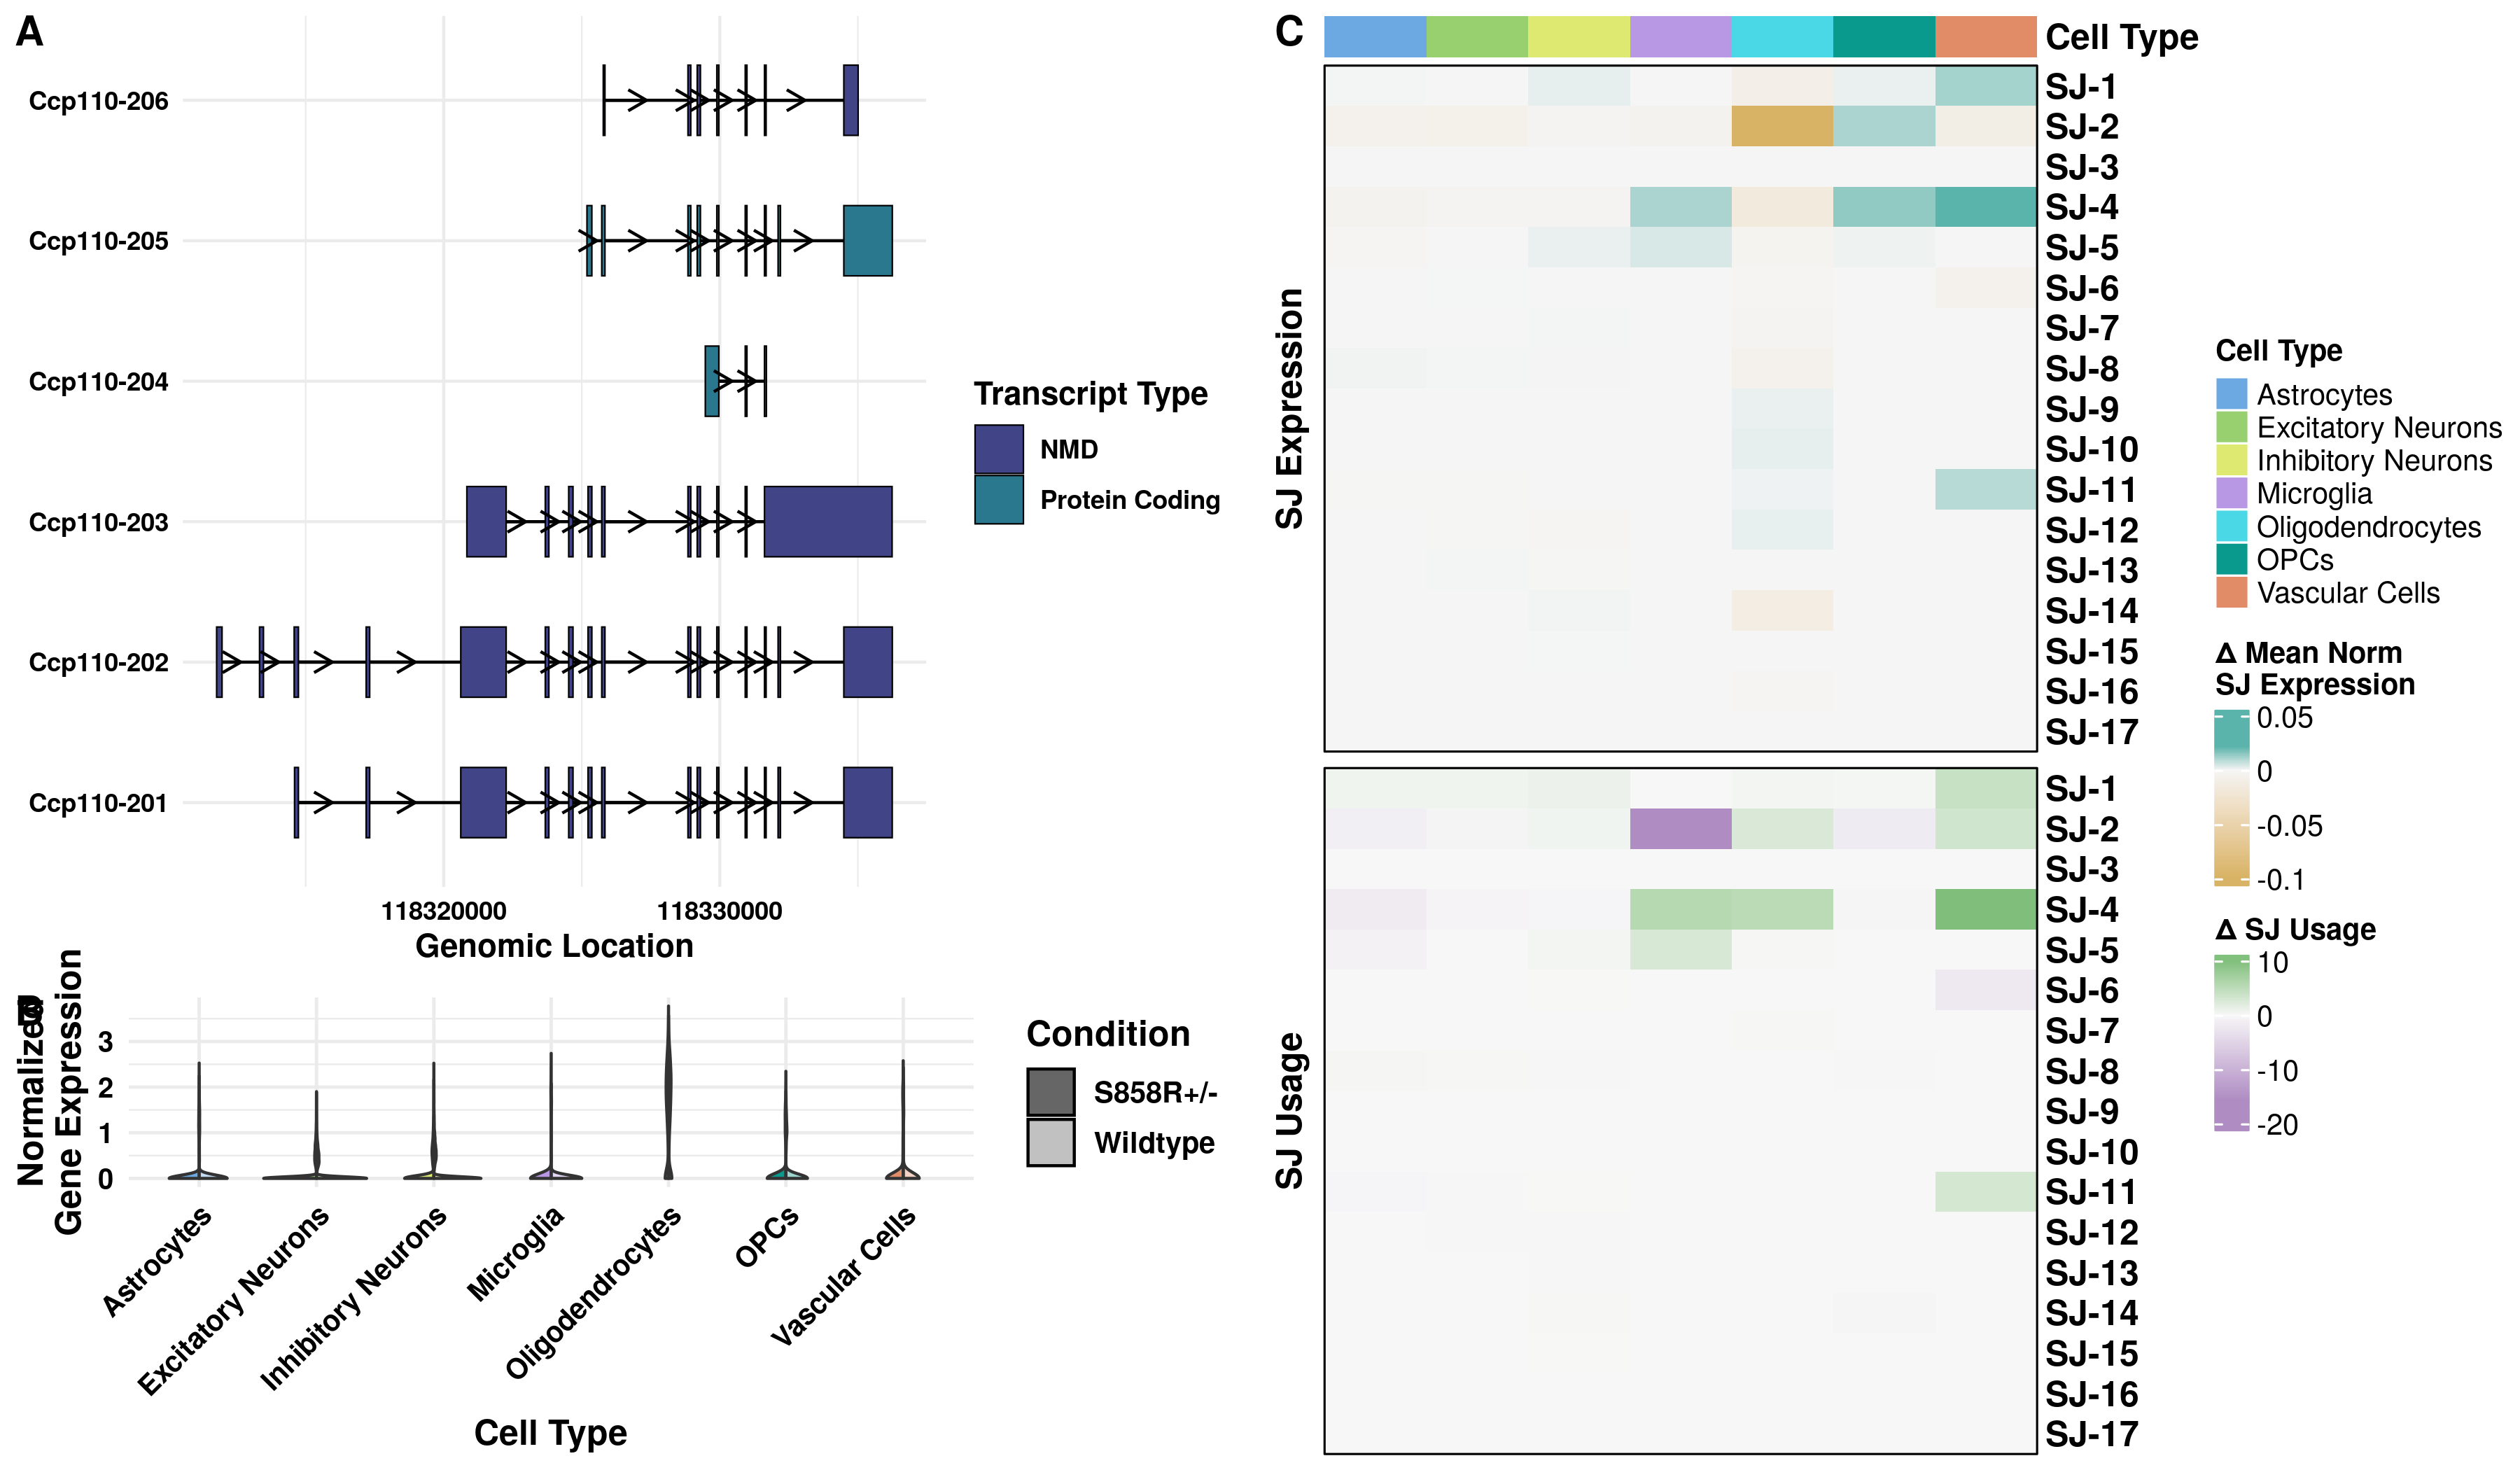 A
Ccp110-206
Ccp110-205
Ccp110-204
Ccp110-203
Ccp110-202
Ccp110-201
118320000
118330000
Genomic Location
Transcript Type
NMD
Protein Coding
Normalized
Gene Expression
3
2
1
0
Astrocytes
Excitatory Neurons
Inhibitory Neurons
Microglia
Oligodendrocytes
OPCs
Vascular Cells
Cell Type
Condition
S858R+/-
Wildtype
C
Cell Type
SJ Expression
SJ-1
SJ-2
SJ-3
SJ-4
SJ-5
SJ-6
SJ-7
SJ-8
SJ-9
SJ-10
SJ-11
SJ-12
SJ-13
SJ-14
SJ-15
SJ-16
SJ-17
SJ Usage
SJ-1
SJ-2
SJ-3
SJ-4
SJ-5
SJ-6
SJ-7
SJ-8
SJ-9
SJ-10
SJ-11
SJ-12
SJ-13
SJ-14
SJ-15
SJ-16
SJ-17
Cell Type
Astrocytes
Excitatory Neurons
Inhibitory Neurons
Microglia
Oligodendrocytes
OPCs
Vascular Cells
Δ Mean Norm
SJ Expression
0.05
0
-0.05
-0.1
Δ SJ Usage
10
0
-10
-20